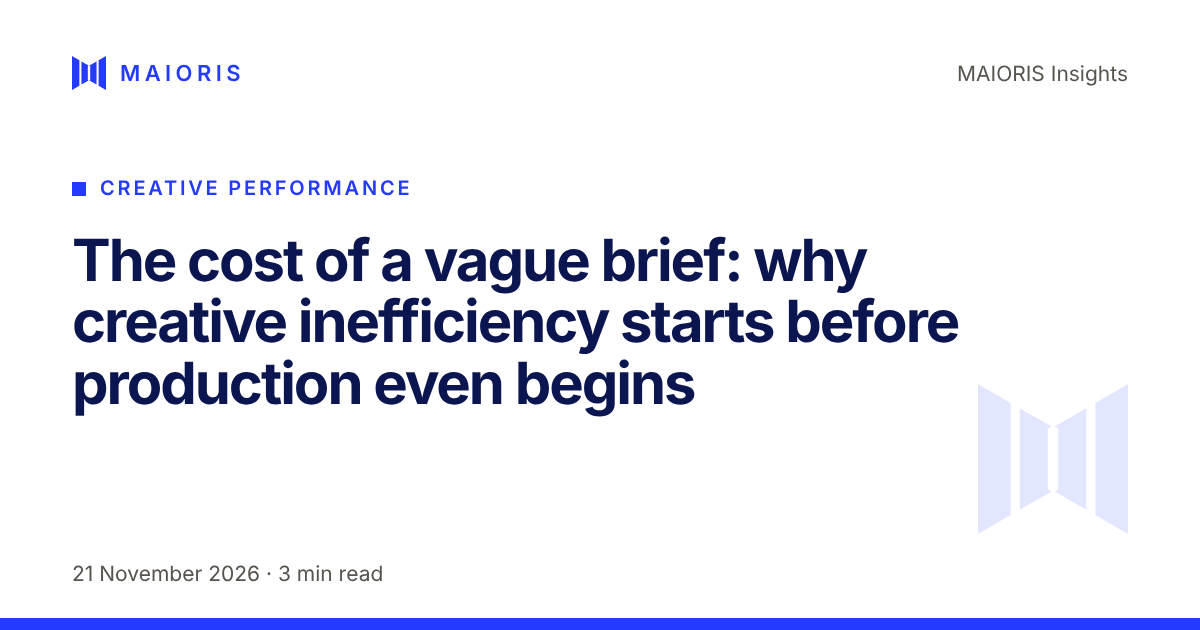 MAIORIS
MAIORIS Insights
CREATIVE PERFORMANCE
The cost of a vague brief: why
creative inefficiency starts before
production even begins
21 November 2026 · 3 min read